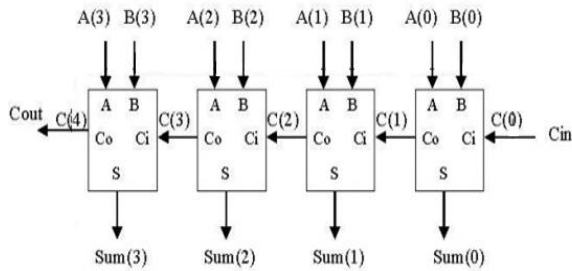 A(3) B(3) A(2) B(2) A(1) B(1) A(0) B(0)
Cout C(4) A B C(3) A B C(2) A B C(1) A B C(0) Cin
Co Ci Co Ci Co Ci Co Ci
S S S S
Sum(3) Sum(2) Sum(1) Sum(0)